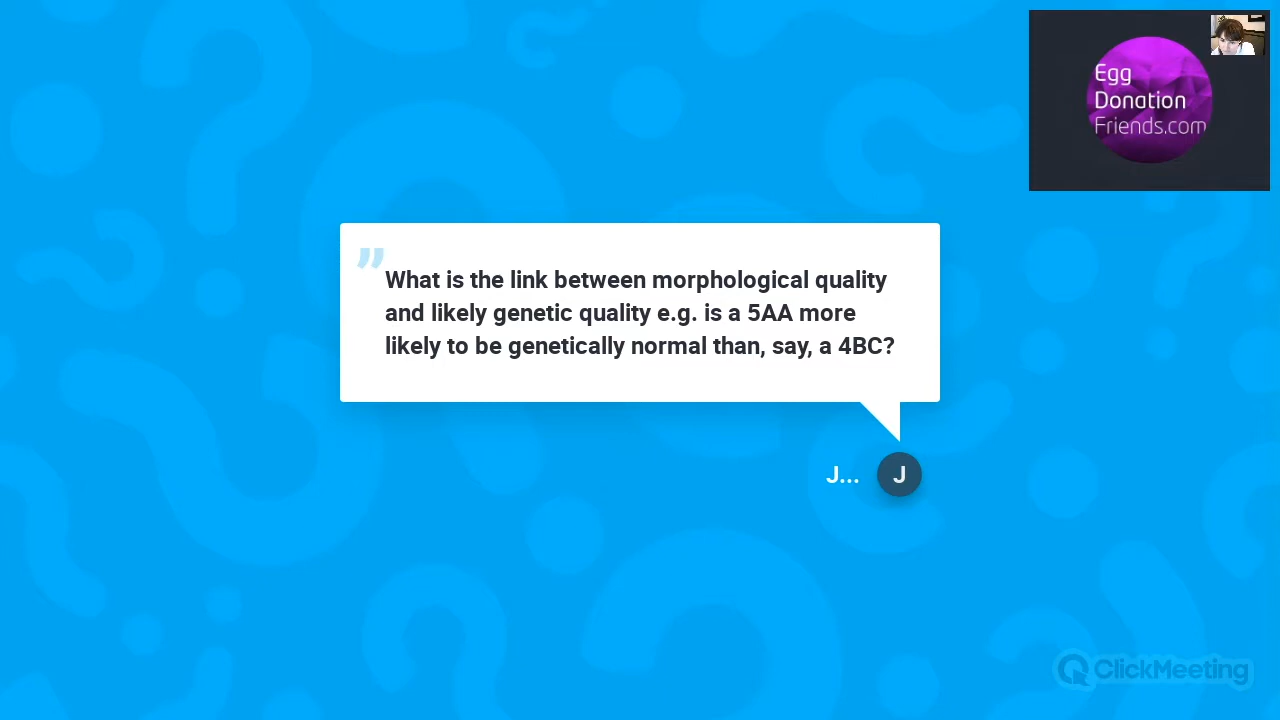 Egg
Donation
Friends.com
"
What is the link between morphological quality
and likely genetic quality e.g. is a 5AA more
likely to be genetically normal than, say, a 4BC?
J...
J
ClickMeeting